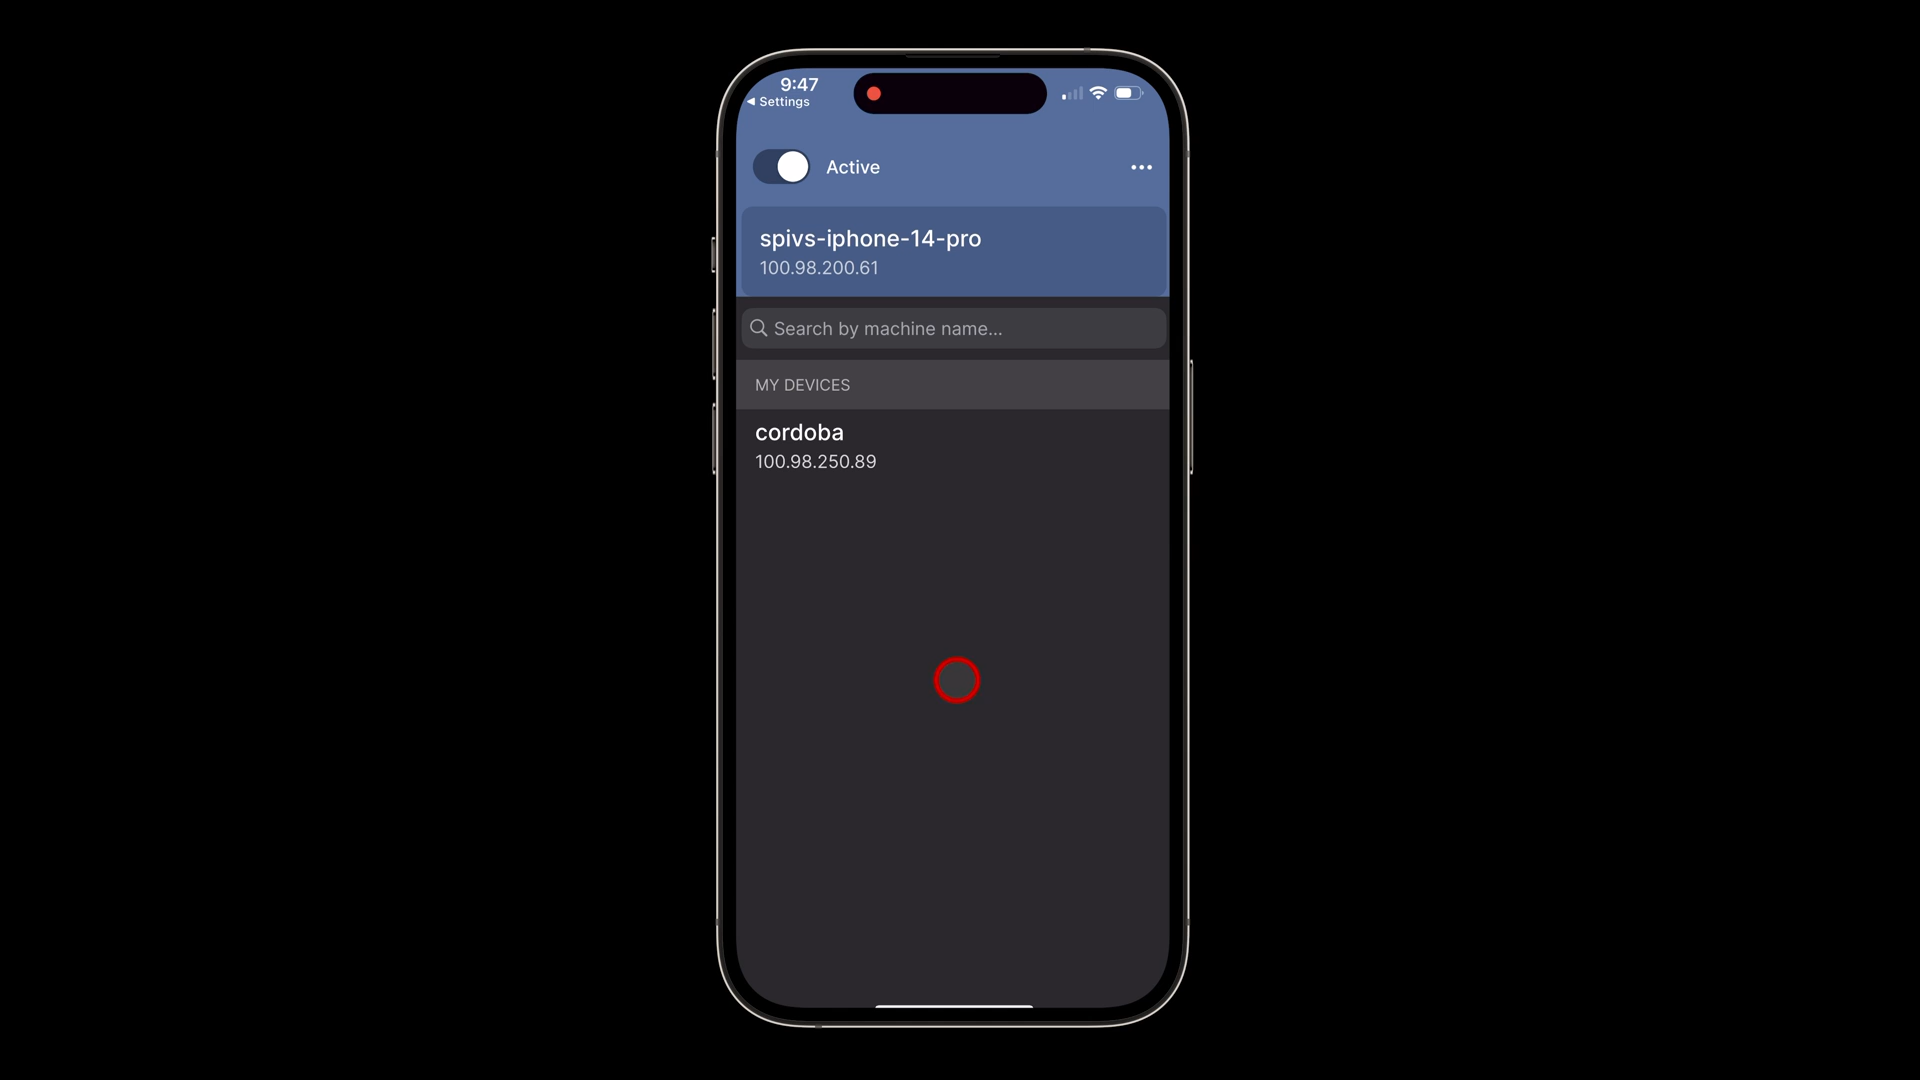 9:47
◀ Settings
Active
spivs-iphone-14-pro
100.98.200.61
Search by machine name...
MY DEVICES
cordoba
100.98.250.89